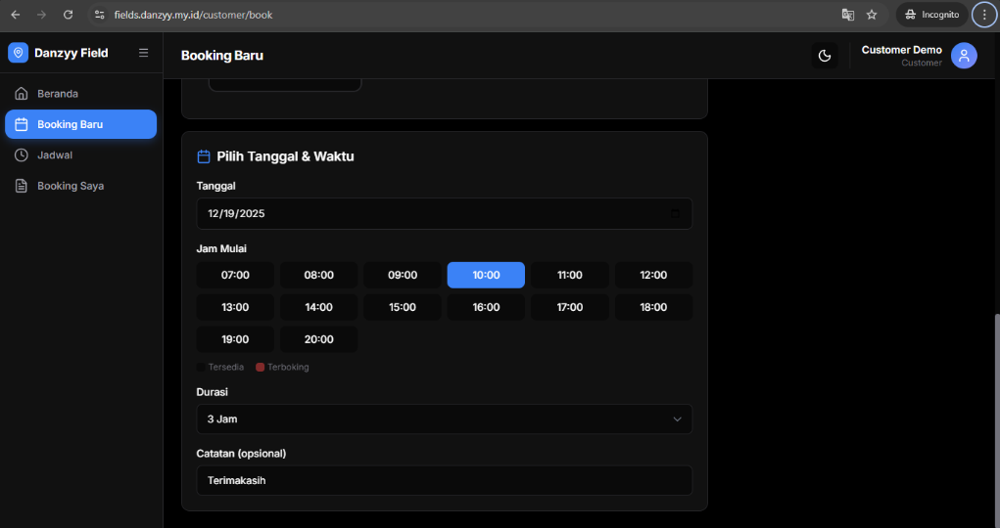 fields.danzyy.my.id/customer/book
Incognito
Danzyy Field
Booking Baru
Customer Demo
Customer
Beranda
Booking Baru
Jadwal
Booking Saya
Pilih Tanggal & Waktu
Tanggal
12/19/2025
Jam Mulai
07:00 08:00 09:00 10:00 11:00 12:00
13:00 14:00 15:00 16:00 17:00 18:00
19:00 20:00
Tersedia Terboking
Durasi
3 Jam
Catatan (opsional)
Terimakasih